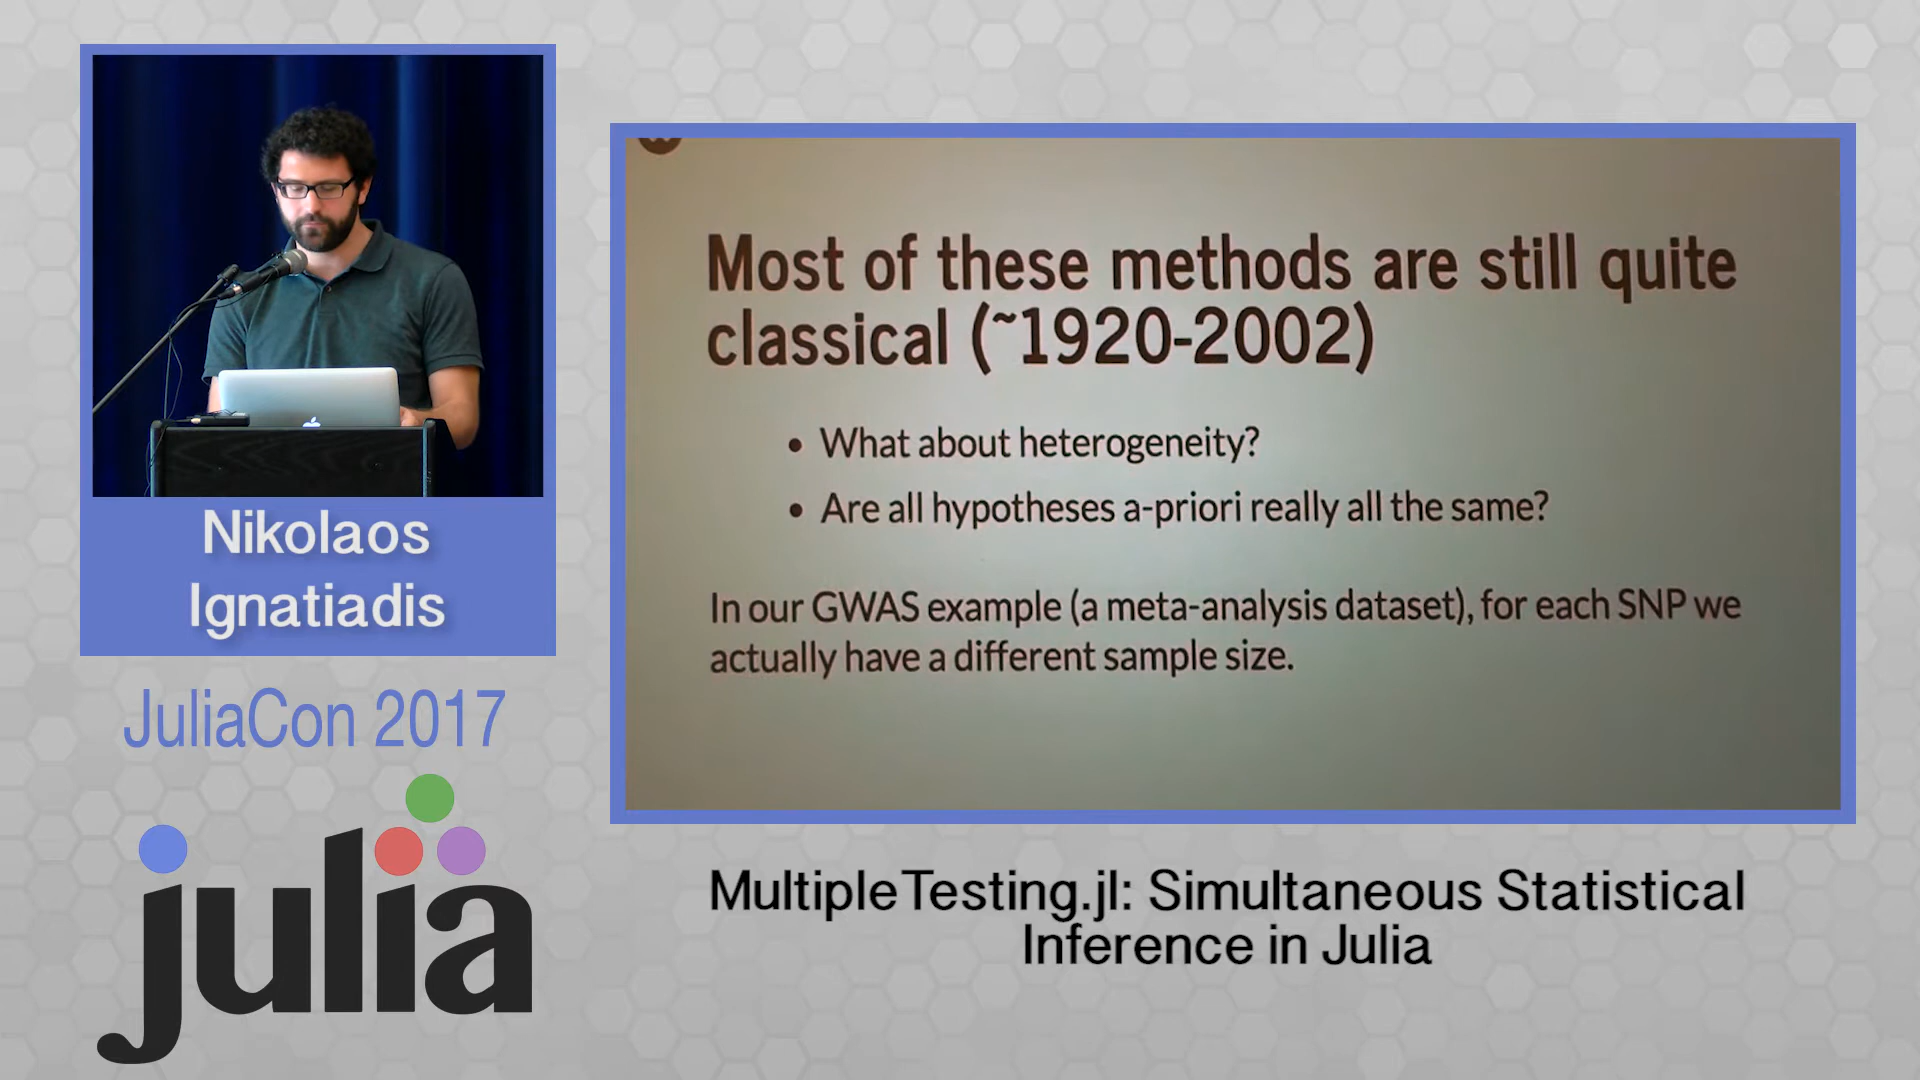 Nikolaos
Ignatiadis
JuliaCon 2017
julia
Most of these methods are still quite
classical (~1920-2002)
• What about heterogeneity?
• Are all hypotheses a-priori really all the same?
In our GWAS example (a meta-analysis dataset), for each SNP we
actually have a different sample size.
MultipleTesting.jl: Simultaneous Statistical
Inference in Julia